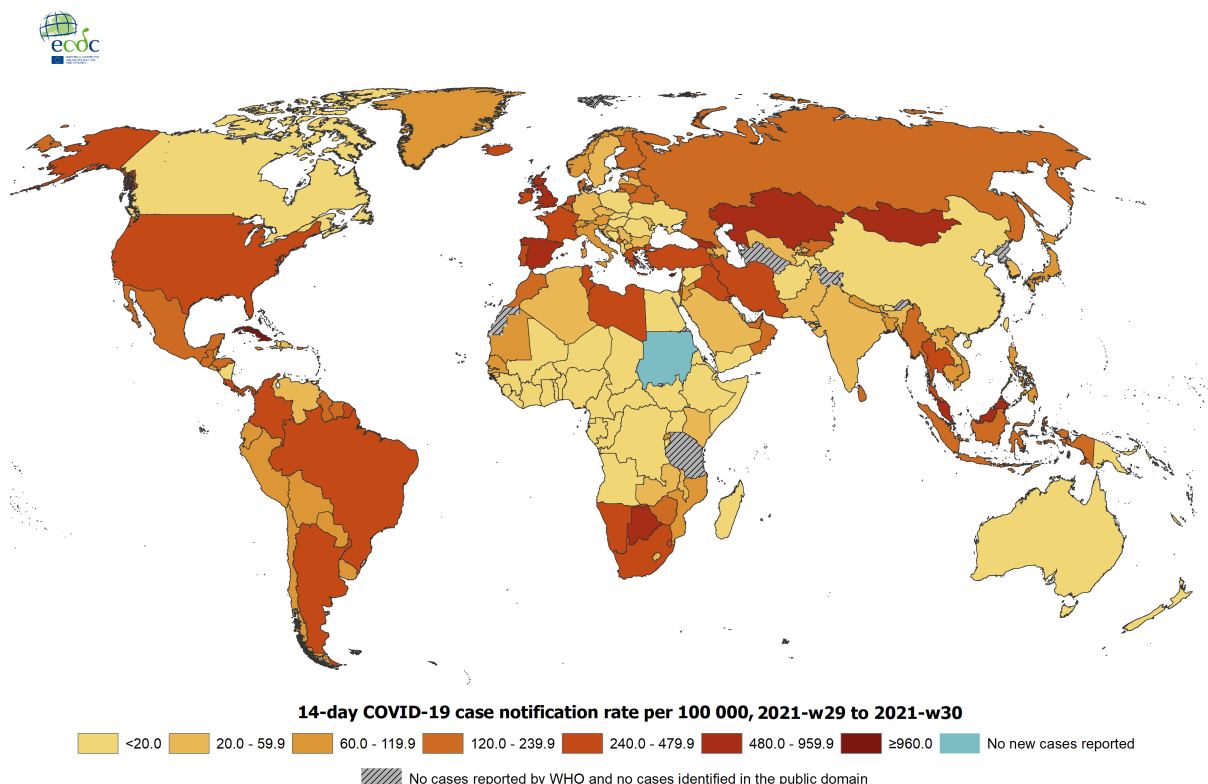 ecdc
14-day COVID-19 case notification rate per 100 000, 2021-w29 to 2021-w30
<20.0 20.0 - 59.9 60.0 - 119.9 120.0 - 239.9 240.0 - 479.9 480.0 - 959.9 ≥960.0 No new cases reported
No cases reported by WHO and no cases identified in the public domain